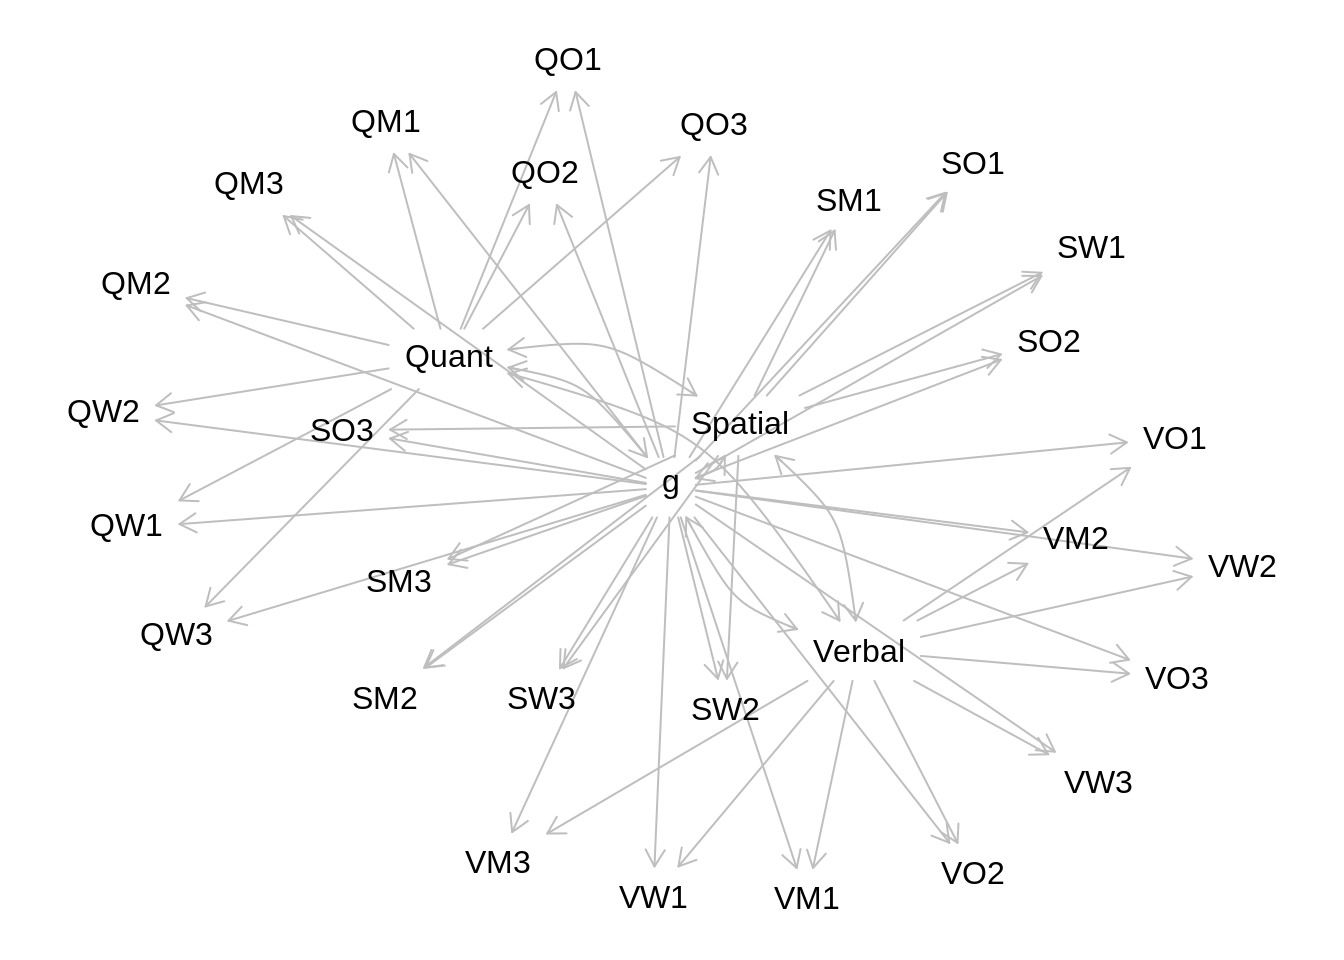 QO1
QM1
QO3
QO2
SO1
QM3
SM1
SW1
QM2
SO2
Quant
QW2
SO3
Spatial
VO1
g
QW1
VM2
VW2
SM3
QW3
Verbal
VO3
SM2
SW3
SW2
VW3
VM3
VO2
VW1
VM1